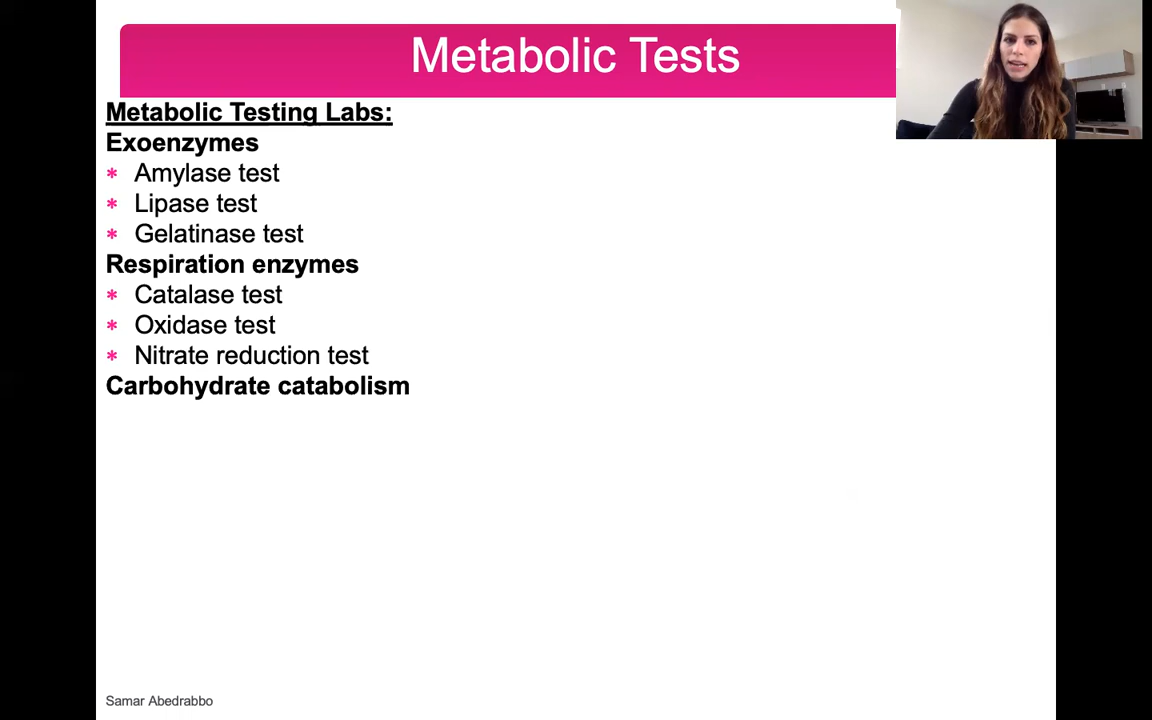 Metabolic Tests
Metabolic Testing Labs:
Exoenzymes
* Amylase test
* Lipase test
* Gelatinase test
Respiration enzymes
* Catalase test
* Oxidase test
* Nitrate reduction test
Carbohydrate catabolism
Samar Abedrabbo